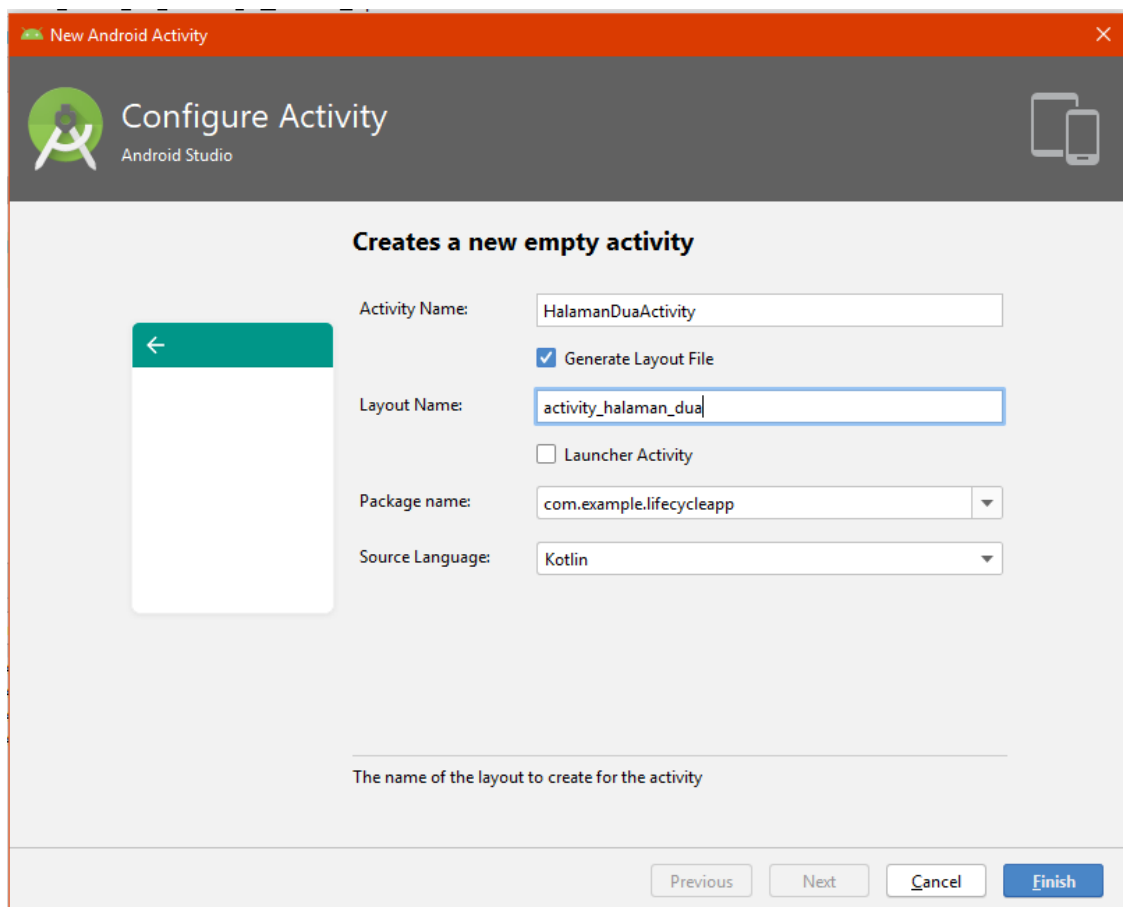 New Android Activity
Configure Activity
Android Studio
Creates a new empty activity
Activity Name:
HalamanDuaActivity
Generate Layout File
Layout Name:
activity_halaman_dua
Launcher Activity
Package name:
com.example.lifecycleapp
Source Language:
Kotlin
The name of the layout to create for the activity
Previous
Next
Cancel
Finish